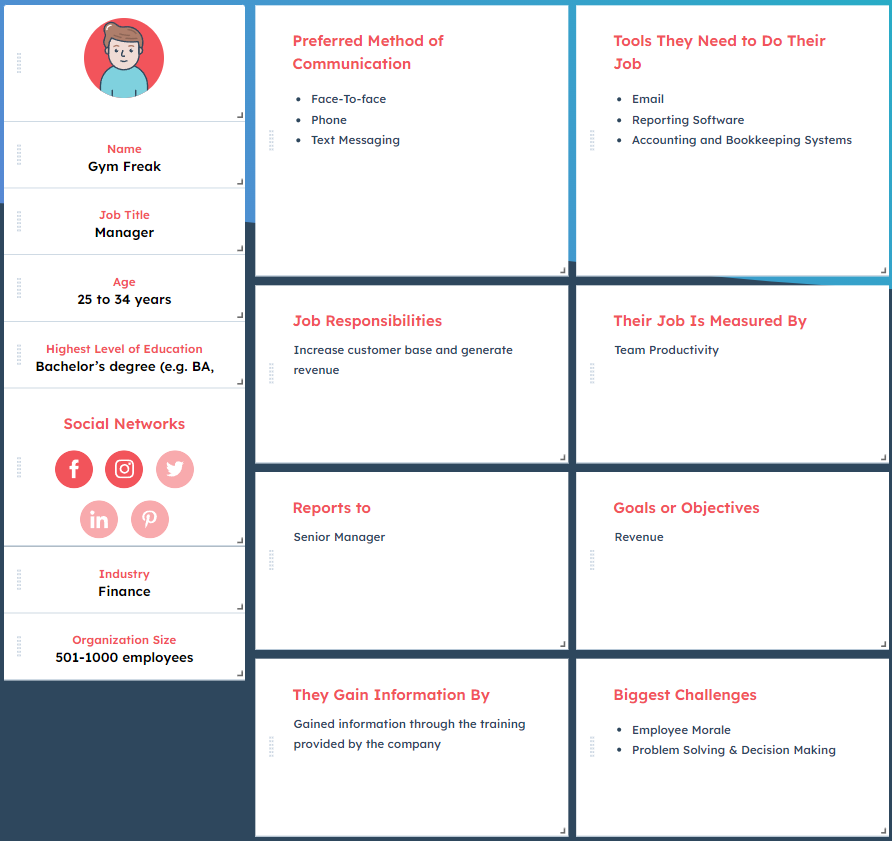 Name
Gym Freak
Job Title
Manager
Age
25 to 34 years
Highest Level of Education
Bachelor’s degree (e.g. BA,
Social Networks
Industry
Finance
Organization Size
501-1000 employees
Preferred Method of
Communication
Face-To-face
Phone
Text Messaging
Tools They Need to Do Their
Job
Email
Reporting Software
Accounting and Bookkeeping Systems
Job Responsibilities
Increase customer base and generate
revenue
Their Job Is Measured By
Team Productivity
Reports to
Senior Manager
Goals or Objectives
Revenue
They Gain Information By
Gained information through the training
provided by the company
Biggest Challenges
Employee Morale
Problem Solving & Decision Making